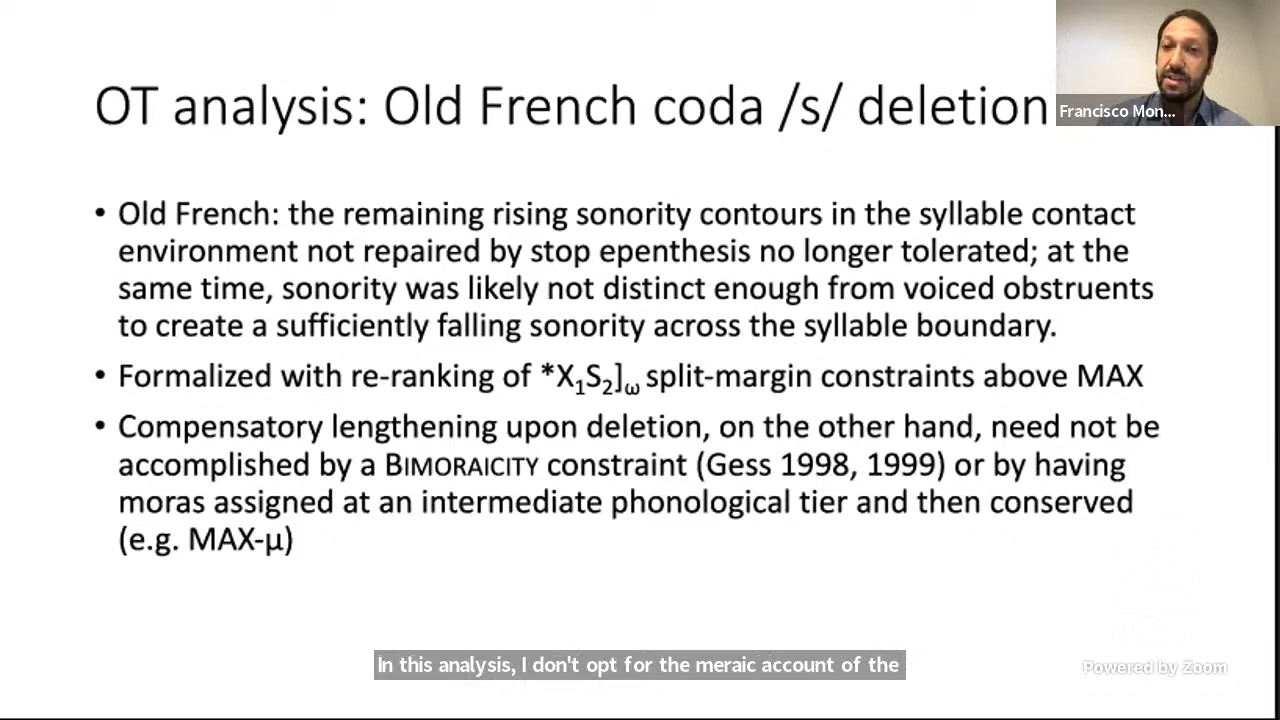 OT analysis: Old French coda /s/ deletion
Francisco Mon...
• Old French: the remaining rising sonority contours in the syllable contact
environment not repaired by stop epenthesis no longer tolerated; at the
same time, sonority was likely not distinct enough from voiced obstruents
to create a sufficiently falling sonority across the syllable boundary.
• Formalized with re-ranking of *X₁S₂]ω split-margin constraints above MAX
• Compensatory lengthening upon deletion, on the other hand, need not be
accomplished by a BIMORAICITY constraint (Gess 1998, 1999) or by having
moras assigned at an intermediate phonological tier and then conserved
(e.g. MAX-µ)
In this analysis, I don't opt for the meraic account of the
Powered by Zoom